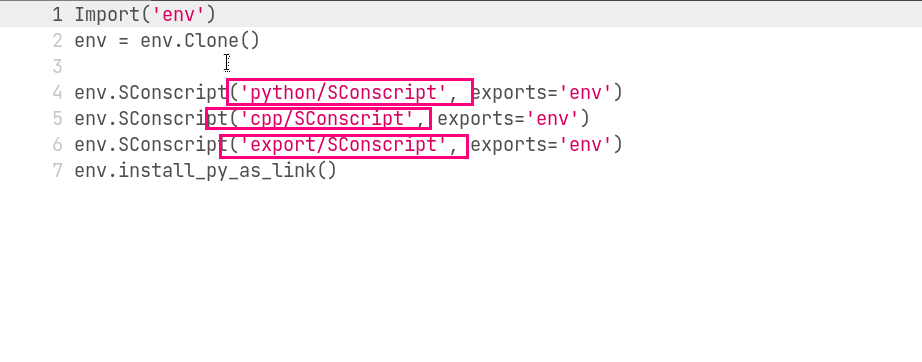 1 Import('env')
2 env = env.Clone()
3
4 env.SConscript('python/SConscript', exports='env')
5 env.SConscript('cpp/SConscript', exports='env')
6 env.SConscript('export/SConscript', exports='env')
7 env.install_py_as_link()